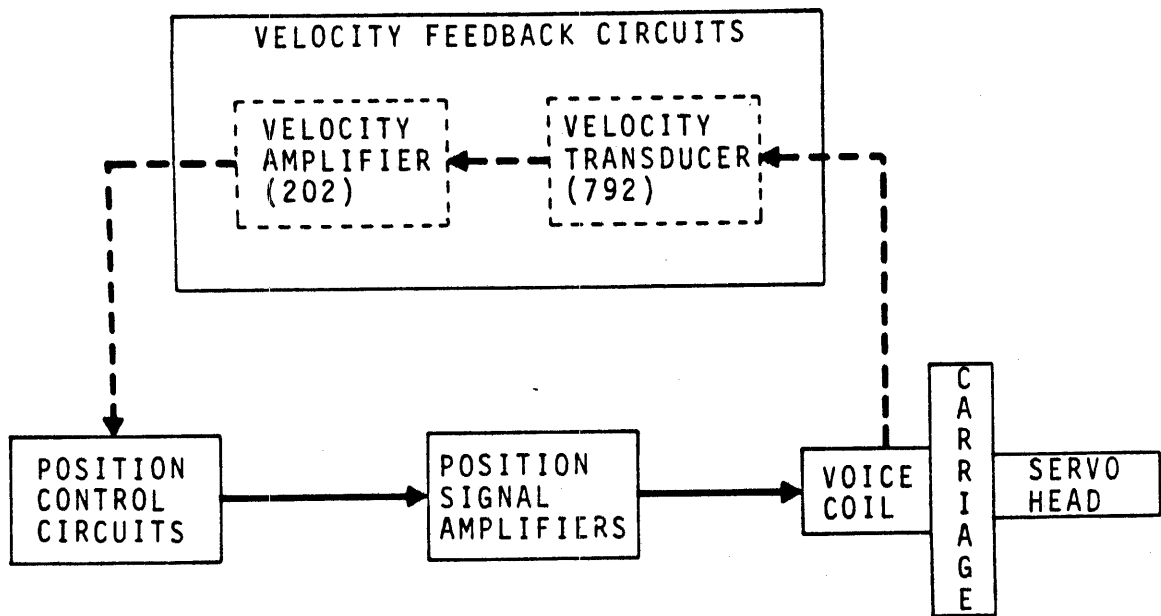 VELOCITY FEEDBACK CIRCUITS
VELOCITY
AMPLIFIER
(202)
VELOCITY
TRANSDUCER
(792)
POSITION
CONTROL
CIRCUITS
POSITION
SIGNAL
AMPLIFIERS
VOICE
COIL
CARRIAGE
SERVO
HEAD